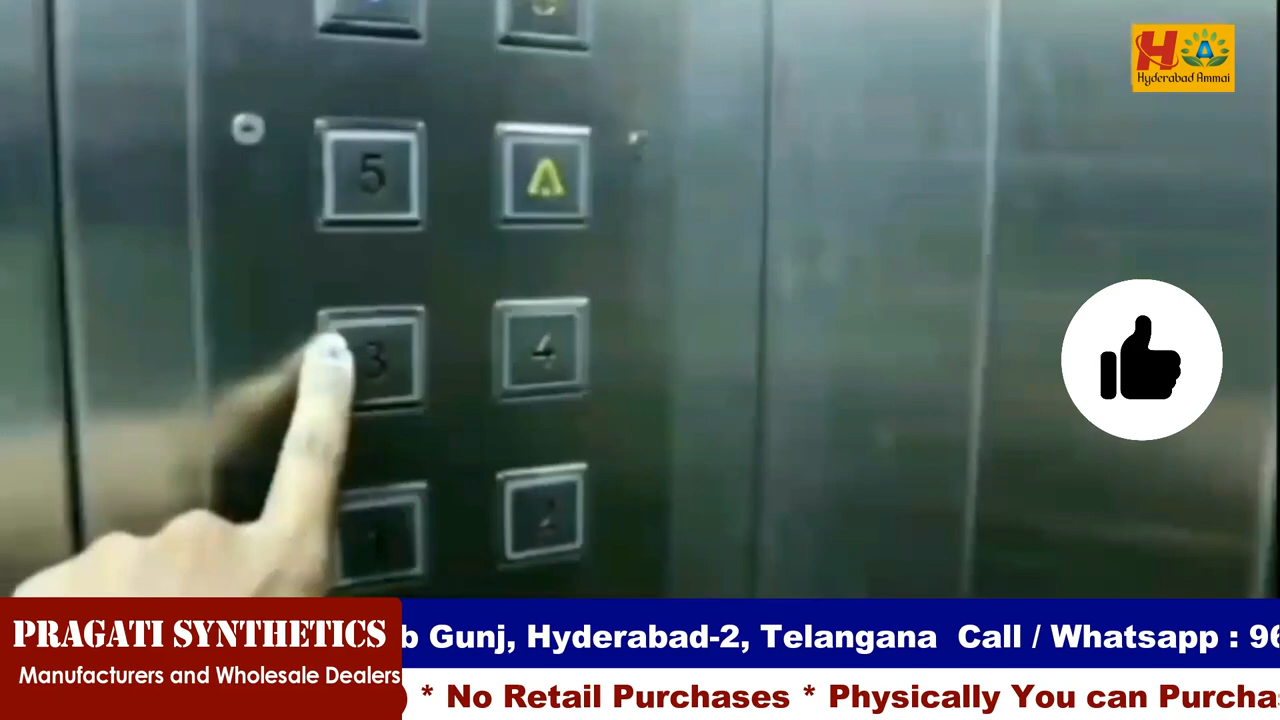 H A
Hyderabad Ammai
5
3
4
1
2
PRAGATI SYNTHETICS
Manufacturers and Wholesale Dealers
b Gunj, Hyderabad-2, Telangana Call / Whatsapp : 96
) * No Retail Purchases * Physically You can Purcha